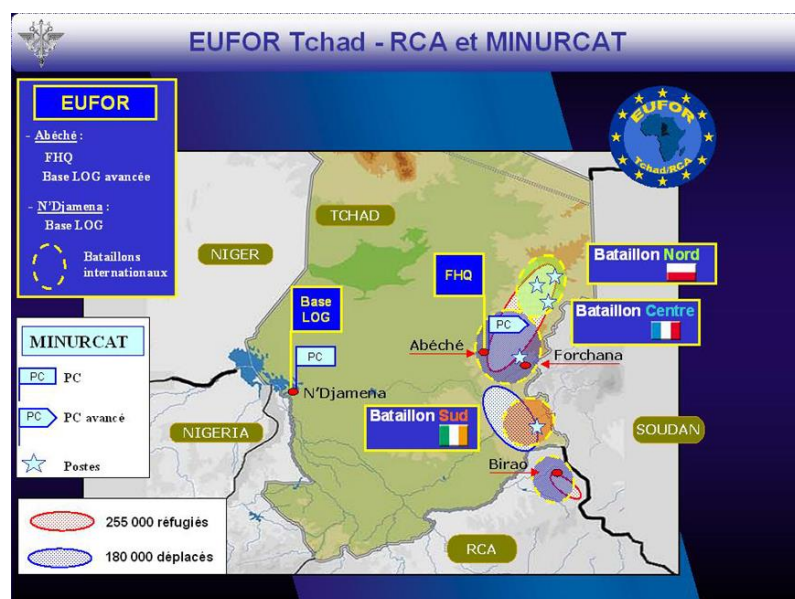 EUFOR Tchad - RCA et MINURCAT
EUFOR
- Abéché :
FHQ
Base LOG avancée
- N'Djamena :
Base LOG
Bataillons
internationaux
EUFOR
Tchad/RCA
TCHAD
NIGER
Bataillon Nord
FHQ
Base
LOG
Bataillon Centre
MINURCAT
PC
PC
PC avancé
PC
Postes
PC
PC
Abéché
Forchana
N'Djamena
Bataillon Sud
NIGERIA
SOUDAN
Birao
255 000 réfugiés
180 000 déplacés
RCA